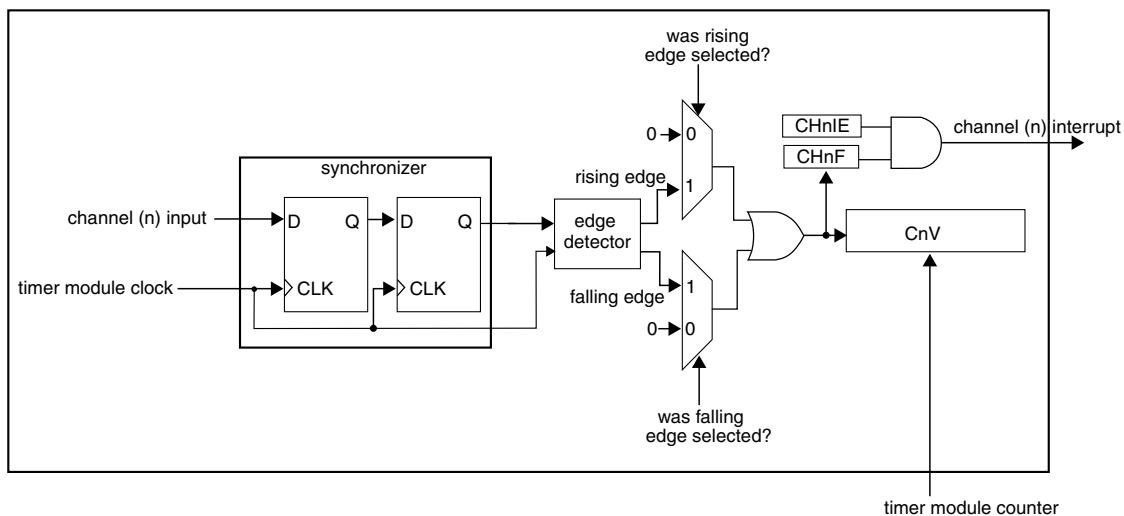 was rising
edge selected?
0
0
CHnIE
channel (n) interrupt
CHnF
synchronizer
rising edge
1
channel (n) input
D
Q
D
Q
edge
detector
CnV
timer module clock
CLK
CLK
falling edge
1
0
0
was falling
edge selected?
timer module counter